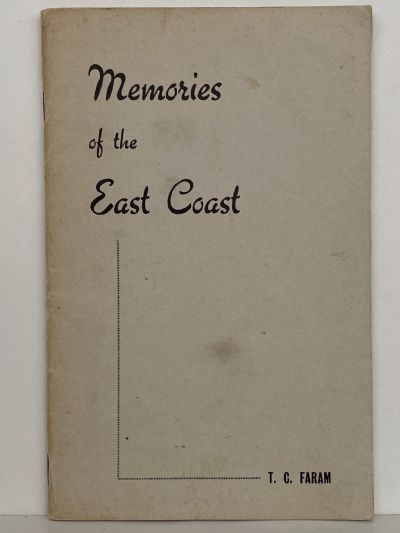 Memories
of the
East Coast
T. C. FARAM